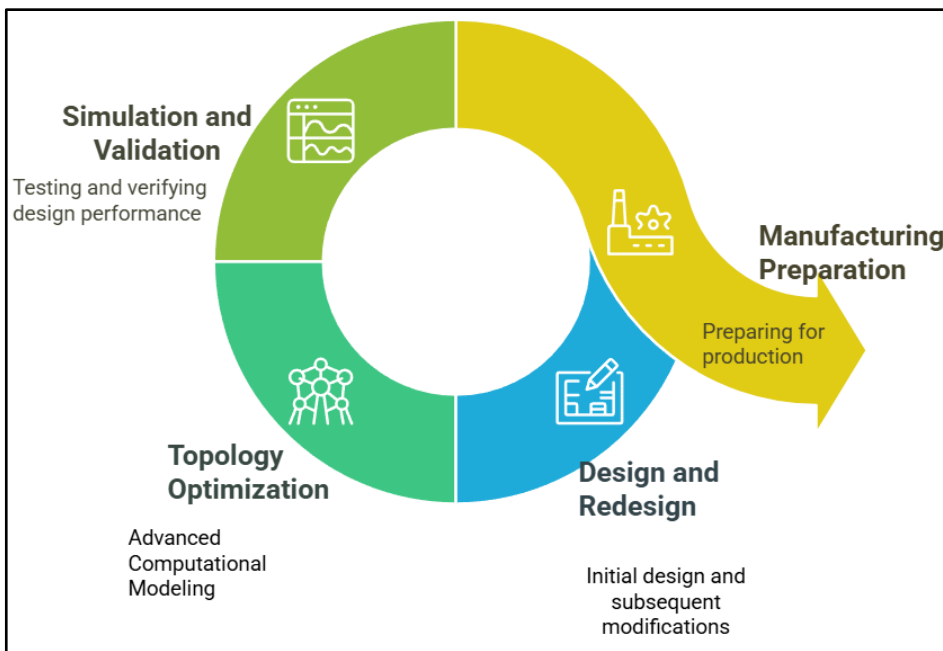 Simulation and
Validation
Testing and verifying
design performance
Manufacturing
Preparation
Preparing for
production
Topology
Optimization
Advanced
Computational
Modeling
Design and
Redesign
Initial design and
subsequent
modifications